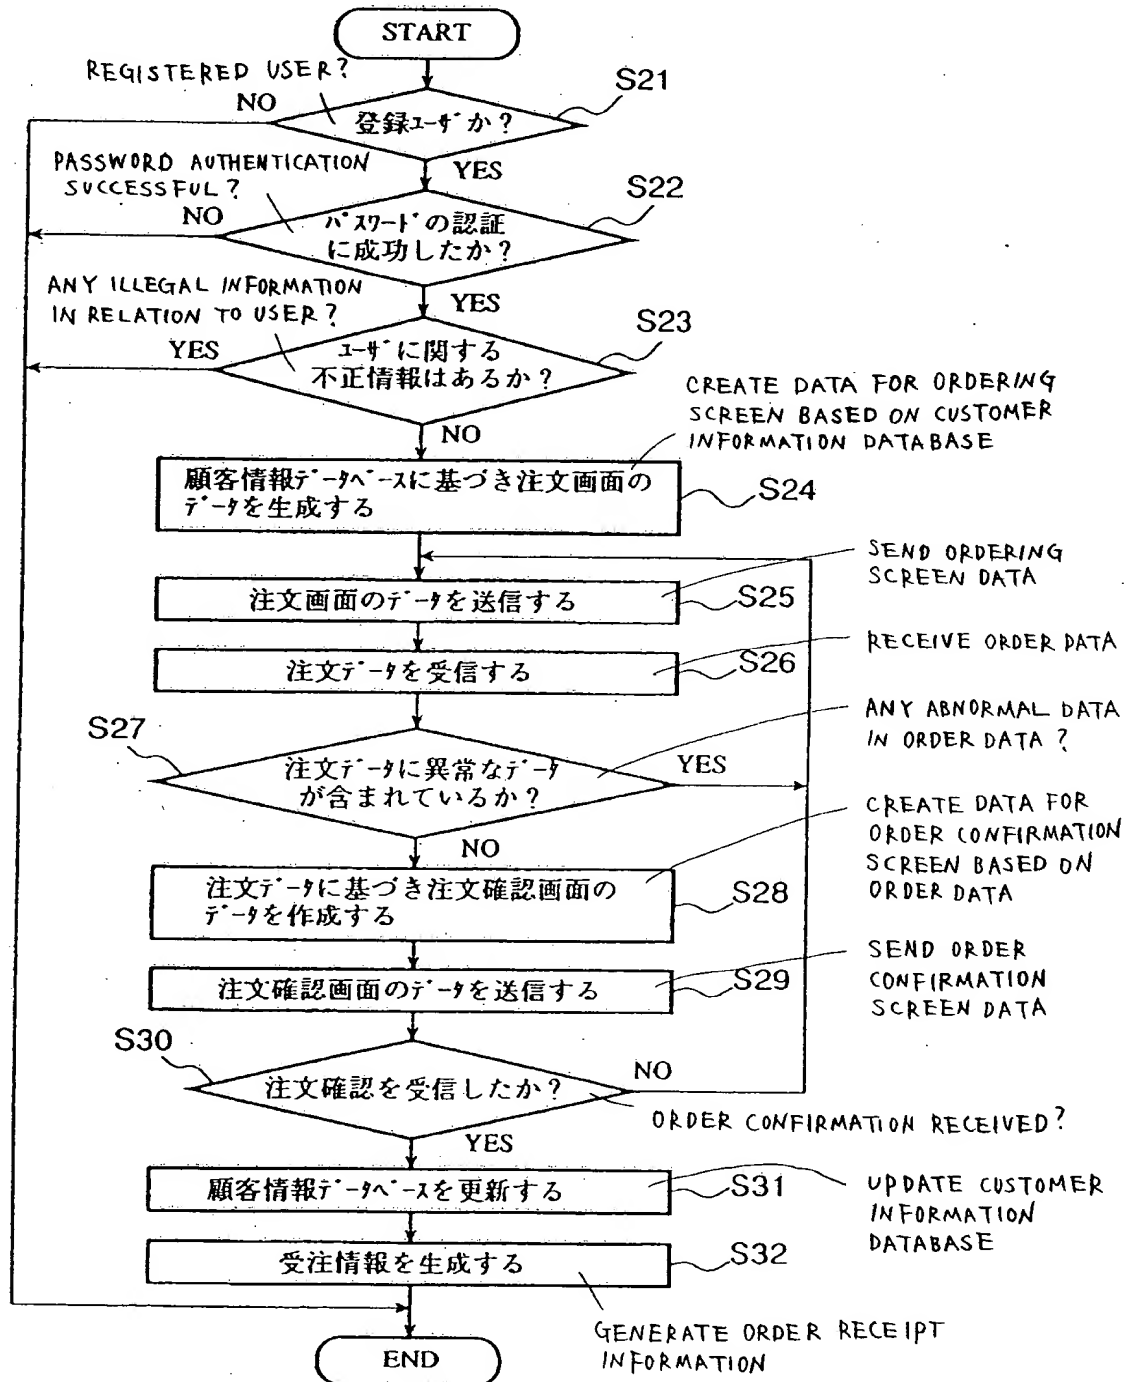 START
REGISTERED USER?
S21
NO
登録ユーザか?
YES
PASSWORD AUTHENTICATION
SUCCESSFUL?
S22
NO
パスワードの認証
に成功したか?
YES
ANY ILLEGAL INFORMATION
IN RELATION TO USER?
S23
YES
ユーザに関する
不正情報はあるか?
NO
CREATE DATA FOR ORDERING
SCREEN BASED ON CUSTOMER
INFORMATION DATABASE
顧客情報データベースに基づき注文画面の
データを生成する
S24
SEND ORDERING
SCREEN DATA
注文画面のデータを送信する
S25
RECEIVE ORDER DATA
注文データを受信する
S26
ANY ABNORMAL DATA
IN ORDER DATA?
S27
注文データに異常なデータ
が含まれているか?
YES
NO
CREATE DATA FOR
ORDER CONFIRMATION
SCREEN BASED ON
ORDER DATA
注文データに基づき注文確認画面の
データを作成する
S28
SEND ORDER
CONFIRMATION
SCREEN DATA
注文確認画面のデータを送信する
S29
S30
注文確認を受信したか?
NO
ORDER CONFIRMATION RECEIVED?
YES
顧客情報データベースを更新する
S31
UPDATE CUSTOMER
INFORMATION
DATABASE
受注情報を生成する
S32
GENERATE ORDER RECEIPT
INFORMATION
END